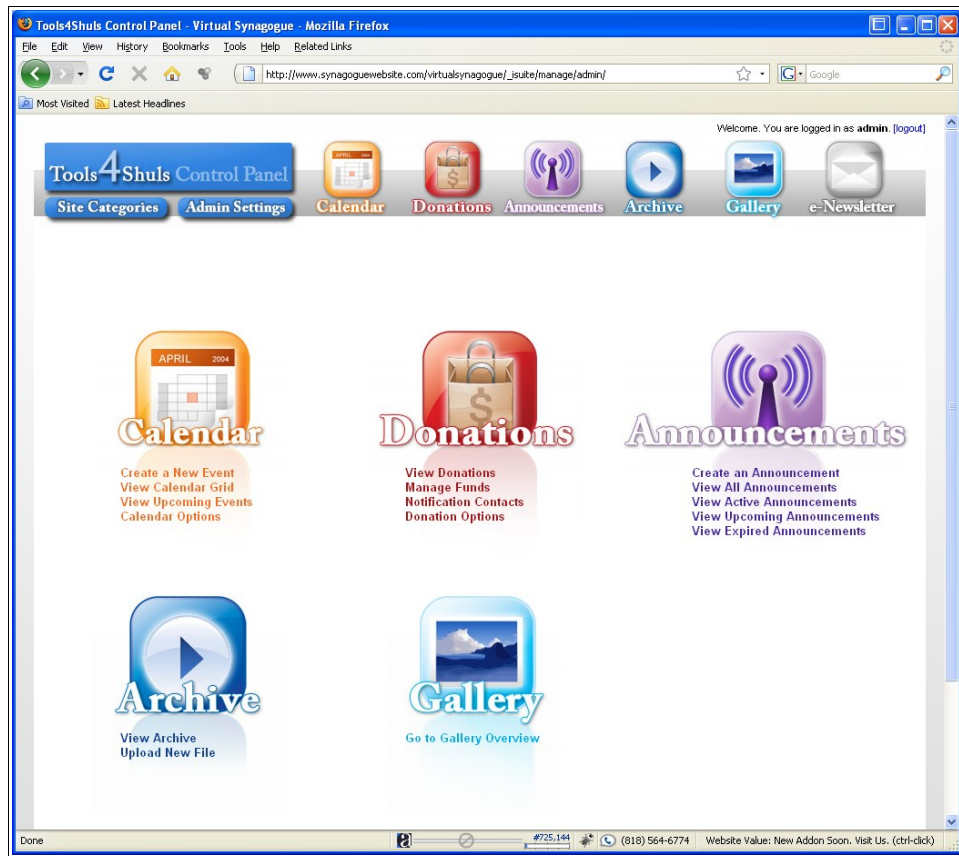 Tools4Shuls Control Panel - Virtual Synagogue - Mozilla Firefox
File Edit View History Bookmarks Tools Help Related Links
http://www.synagoguewebsite.com/virtualsynagogue/_isuite/manage/admin/
G Google
Most Visited Latest Headlines
Welcome. You are logged in as admin. [logout]
Tools4Shuls Control Panel
Site Categories Admin Settings
APRIL
Calendar Donations Announcements Archive Gallery e-Newsletter
APRIL 2004
$
Calendar Donations Announcements
Create a New Event
View Calendar Grid
View Upcoming Events
Calendar Options
View Donations
Manage Funds
Notification Contacts
Donation Options
Create an Announcement
View All Announcements
View Active Announcements
View Upcoming Announcements
View Expired Announcements
Archive
View Archive
Upload New File
Gallery
Go to Gallery Overview
Done #725,144 (818) 564-6774 Website Value: New Addon Soon. Visit Us. (ctrl-click)